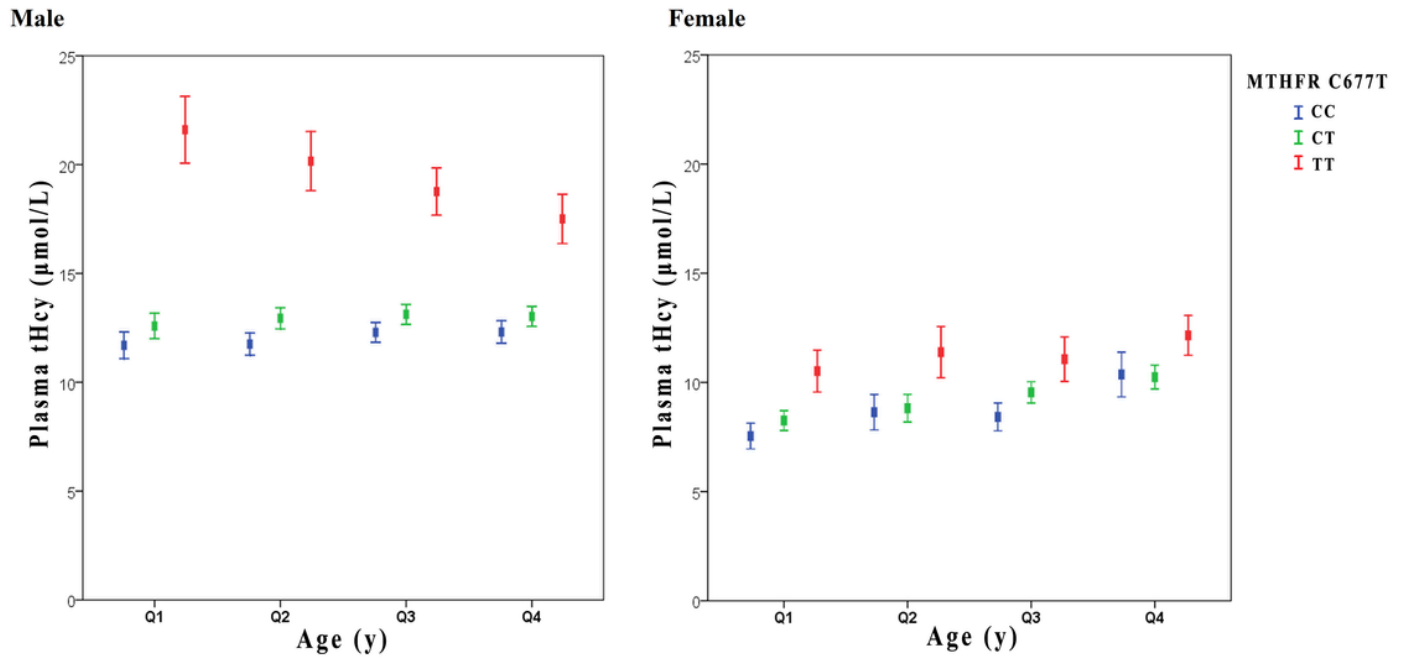 Male
Female
25
20
15
10
5
0
Plasma tHcy (μmol/L)
Q1 Q2 Q3 Q4
Age (y)
25
20
15
10
5
0
Plasma tHcy (μmol/L)
Q1 Q2 Q3 Q4
Age (y)
MTHFR C677T
CC
CT
TT